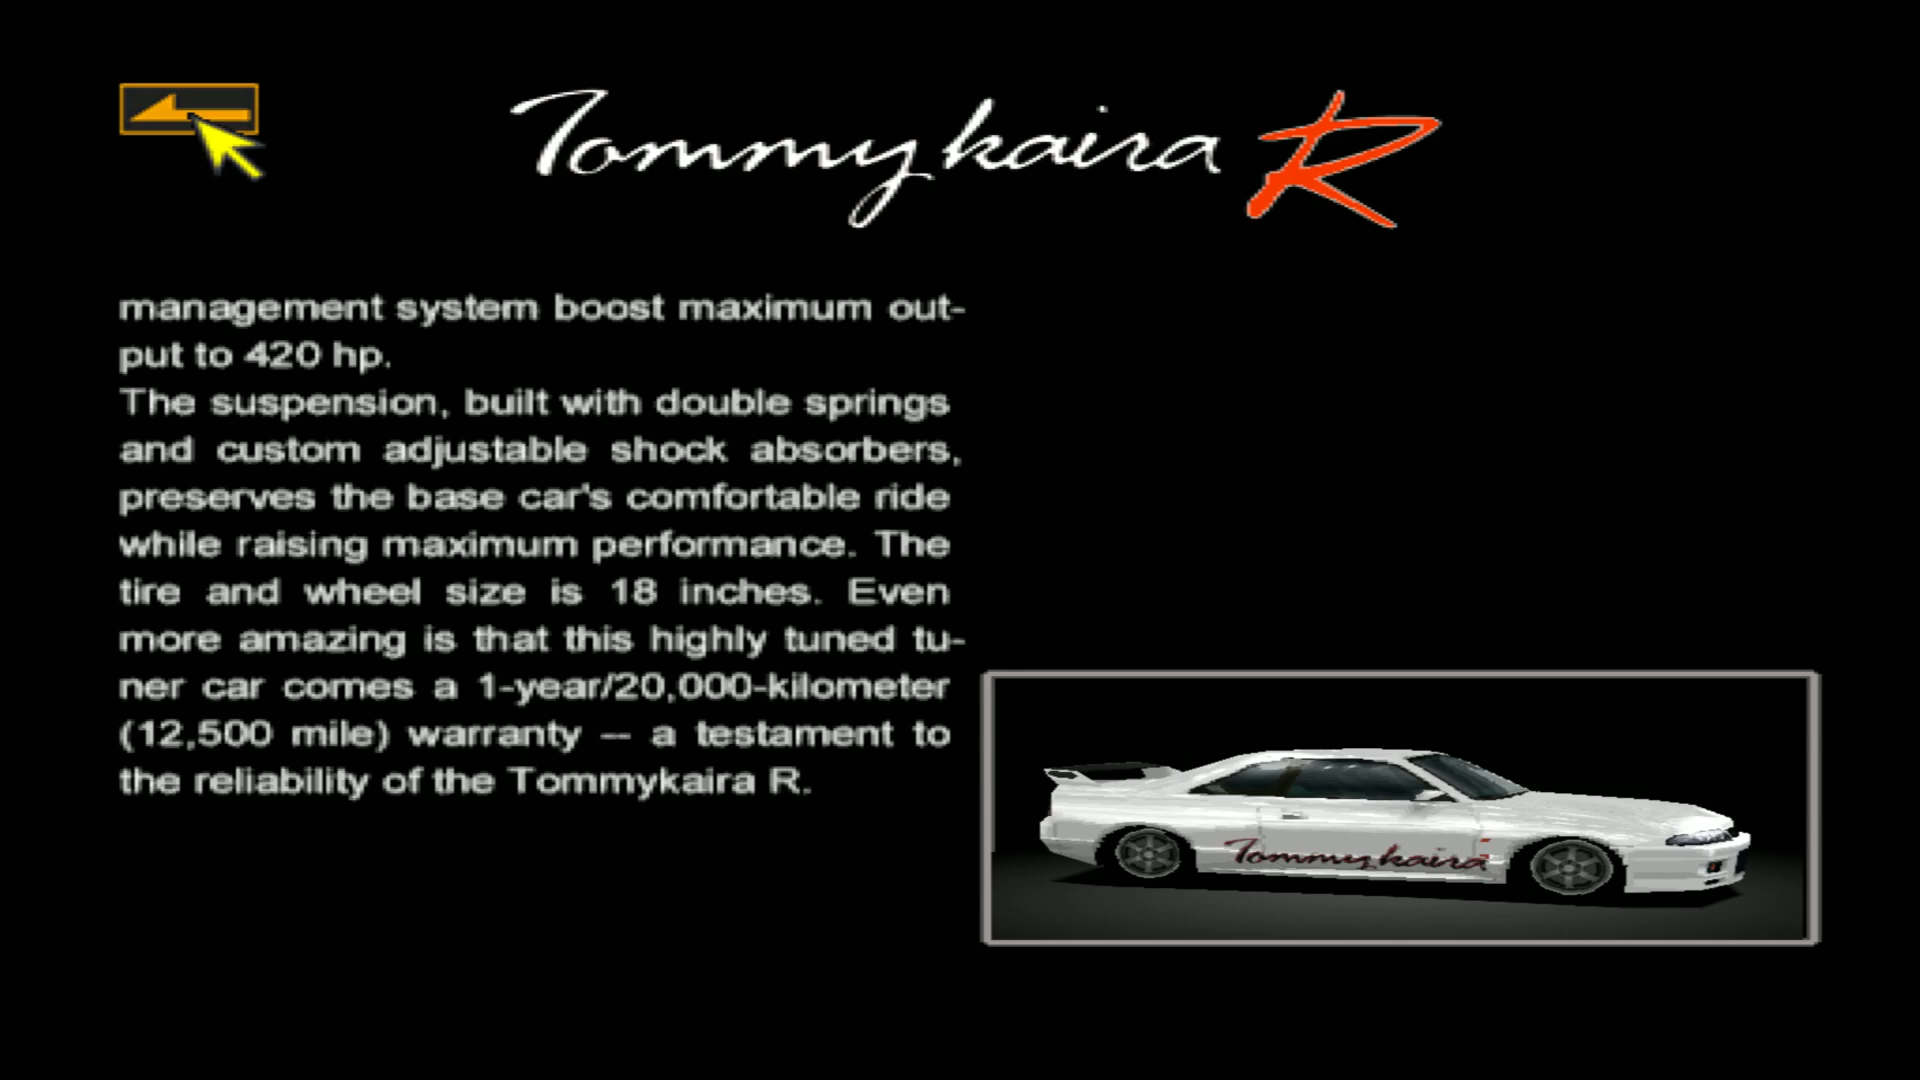 Tommykaira R
management system boost maximum out-
put to 420 hp.
The suspension, built with double springs
and custom adjustable shock absorbers,
preserves the base car's comfortable ride
while raising maximum performance. The
tire and wheel size is 18 inches. Even
more amazing is that this highly tuned tu-
ner car comes a 1-year/20,000-kilometer
(12,500 mile) warranty -- a testament to
the reliability of the Tommykaira R.
Tommykaira